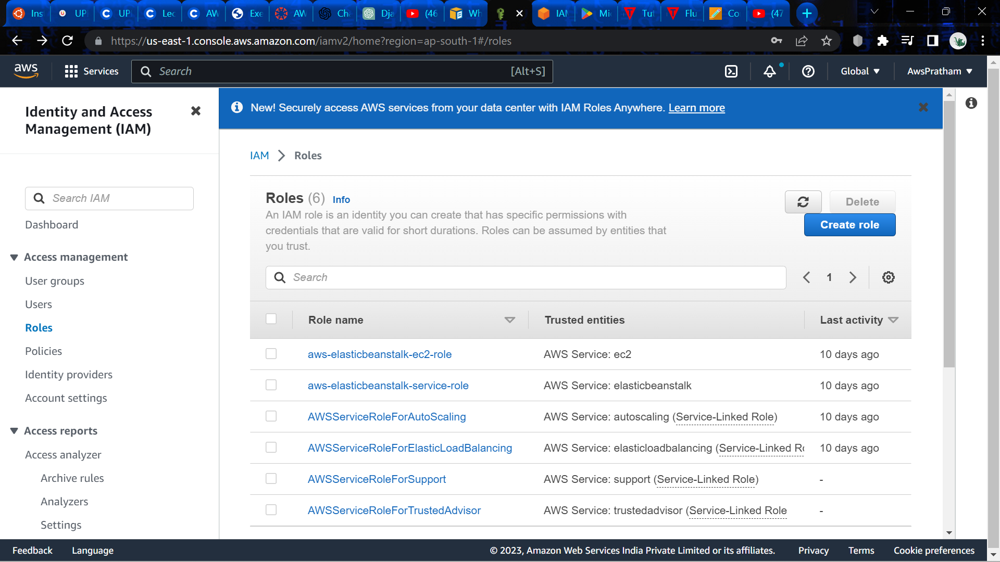 Ins UP UP Lec AW Exe AW Ch Dja (46 Wh IAM Mi Tut Flu Co (47
https://us-east-1.console.aws.amazon.com/iamv2/home?region=ap-south-1#/roles
aws Services Search [Alt+S] Global AwsPratham
Identity and Access
Management (IAM)
Search IAM
Dashboard
Access management
User groups
Users
Roles
Policies
Identity providers
Account settings
Access reports
Access analyzer
Archive rules
Analyzers
Settings
New! Securely access AWS services from your data center with IAM Roles Anywhere. Learn more
IAM Roles
Roles (6) Info
An IAM role is an identity you can create that has specific permissions with
credentials that are valid for short durations. Roles can be assumed by entities that
you trust.
Delete
Create role
Search 1
Role name Trusted entities Last activity
aws-elasticbeanstalk-ec2-role AWS Service: ec2 10 days ago
aws-elasticbeanstalk-service-role AWS Service: elasticbeanstalk 10 days ago
AWSServiceRoleForAutoScaling AWS Service: autoscaling (Service-Linked Role) 10 days ago
AWSServiceRoleForElasticLoadBalancing AWS Service: elasticloadbalancing (Service-Linked Ro 10 days ago
AWSServiceRoleForSupport AWS Service: support (Service-Linked Role) -
AWSServiceRoleForTrustedAdvisor AWS Service: trustedadvisor (Service-Linked Role -
Feedback Language © 2023, Amazon Web Services India Private Limited or its affiliates. Privacy Terms Cookie preferences